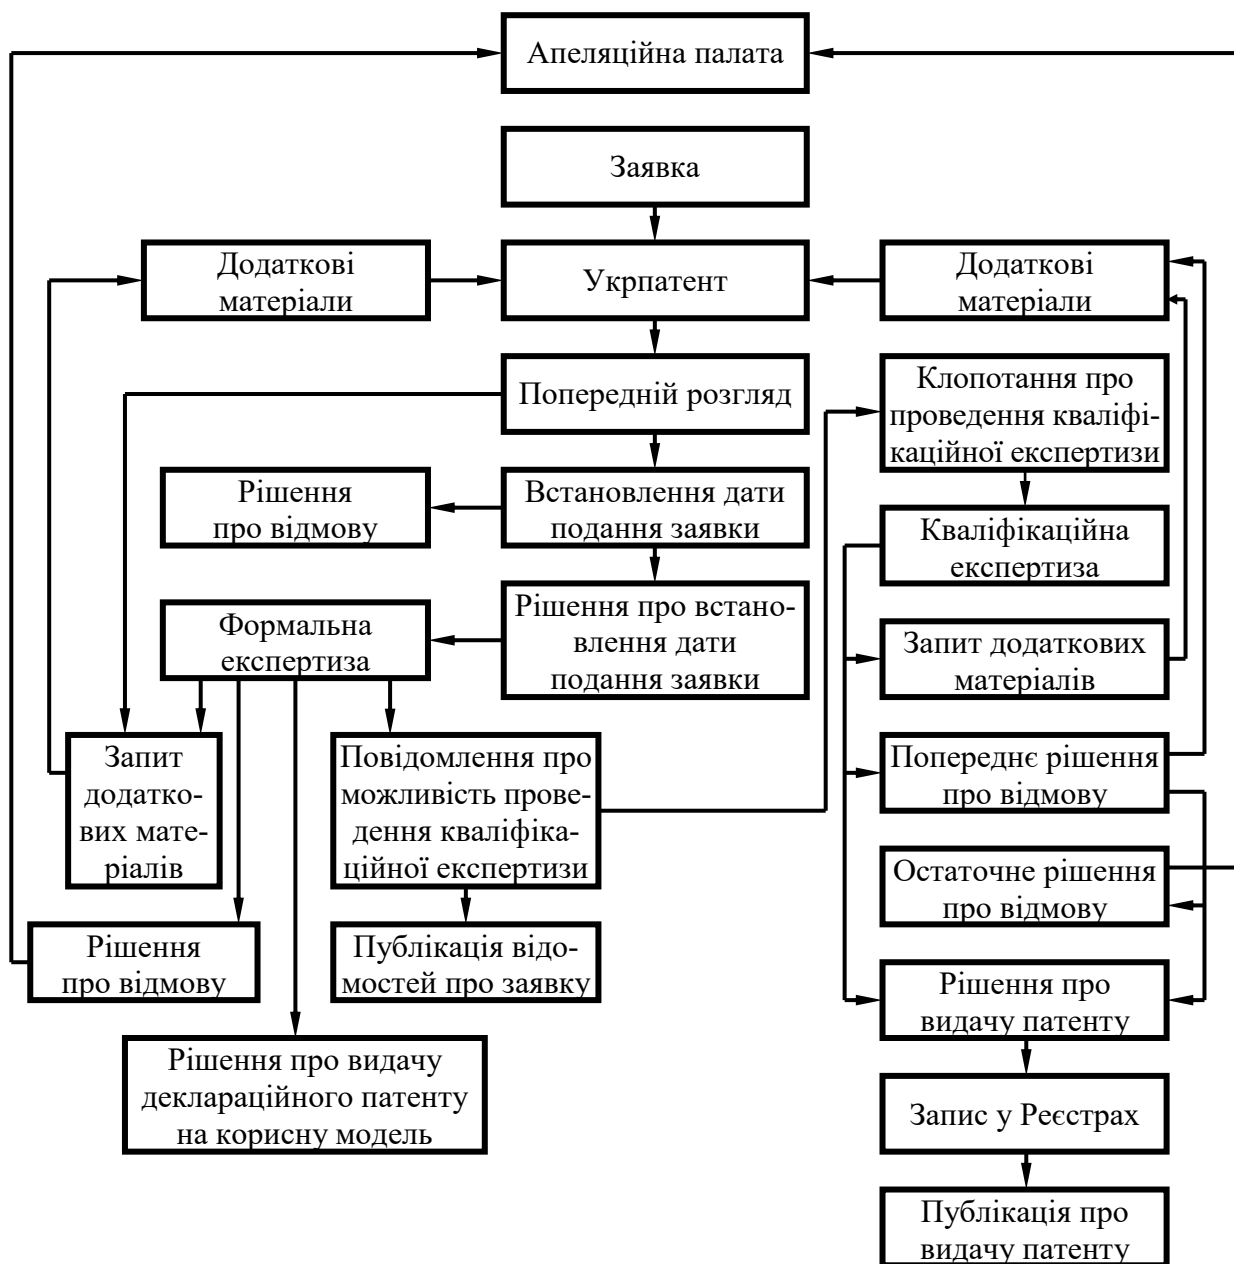 Апеляційна палата
Заявка
Додаткові
матеріали
Укрпатент
Додаткові
матеріали
Попередній розгляд
Клопотання про
проведення кваліфі-
каційної експертизи
Рішення
про відмову
Встановлення дати
подання заявки
Кваліфікаційна
експертиза
Формальна
експертиза
Рішення про встано-
влення дати
подання заявки
Запит додаткових
матеріалів
Запит
додатко-
вих мате-
ріалів
Повідомлення про
можливість прове-
дення кваліфіка-
ційної експертизи
Попереднє рішення
про відмову
Остаточне рішення
про відмову
Рішення
про відмову
Публікація відо-
мостей про заявку
Рішення про
видачу патенту
Рішення про видачу
деклараційного патенту
на корисну модель
Запис у Реєстрах
Публікація про
видачу патенту